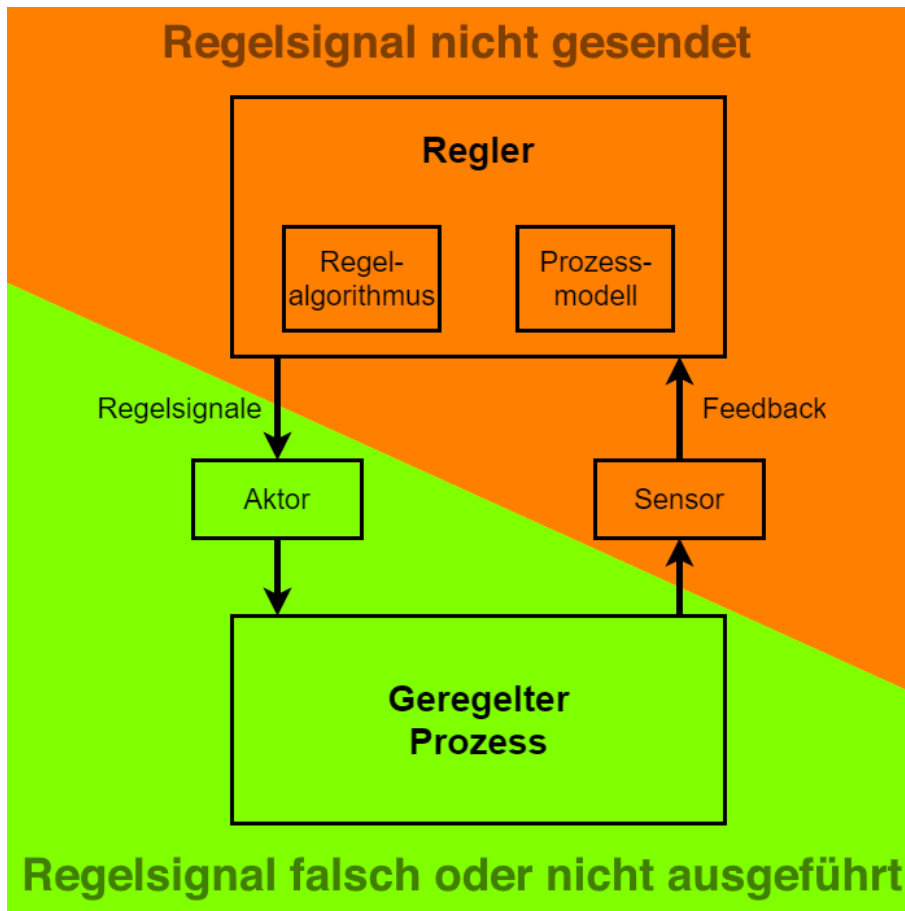 Regelsignal nicht gesendet
Regler
Regel-
algorithmus
Prozess-
modell
Regelsignale
Feedback
Aktor
Sensor
Geregelter
Prozess
Regelsignal falsch oder nicht ausgeführt